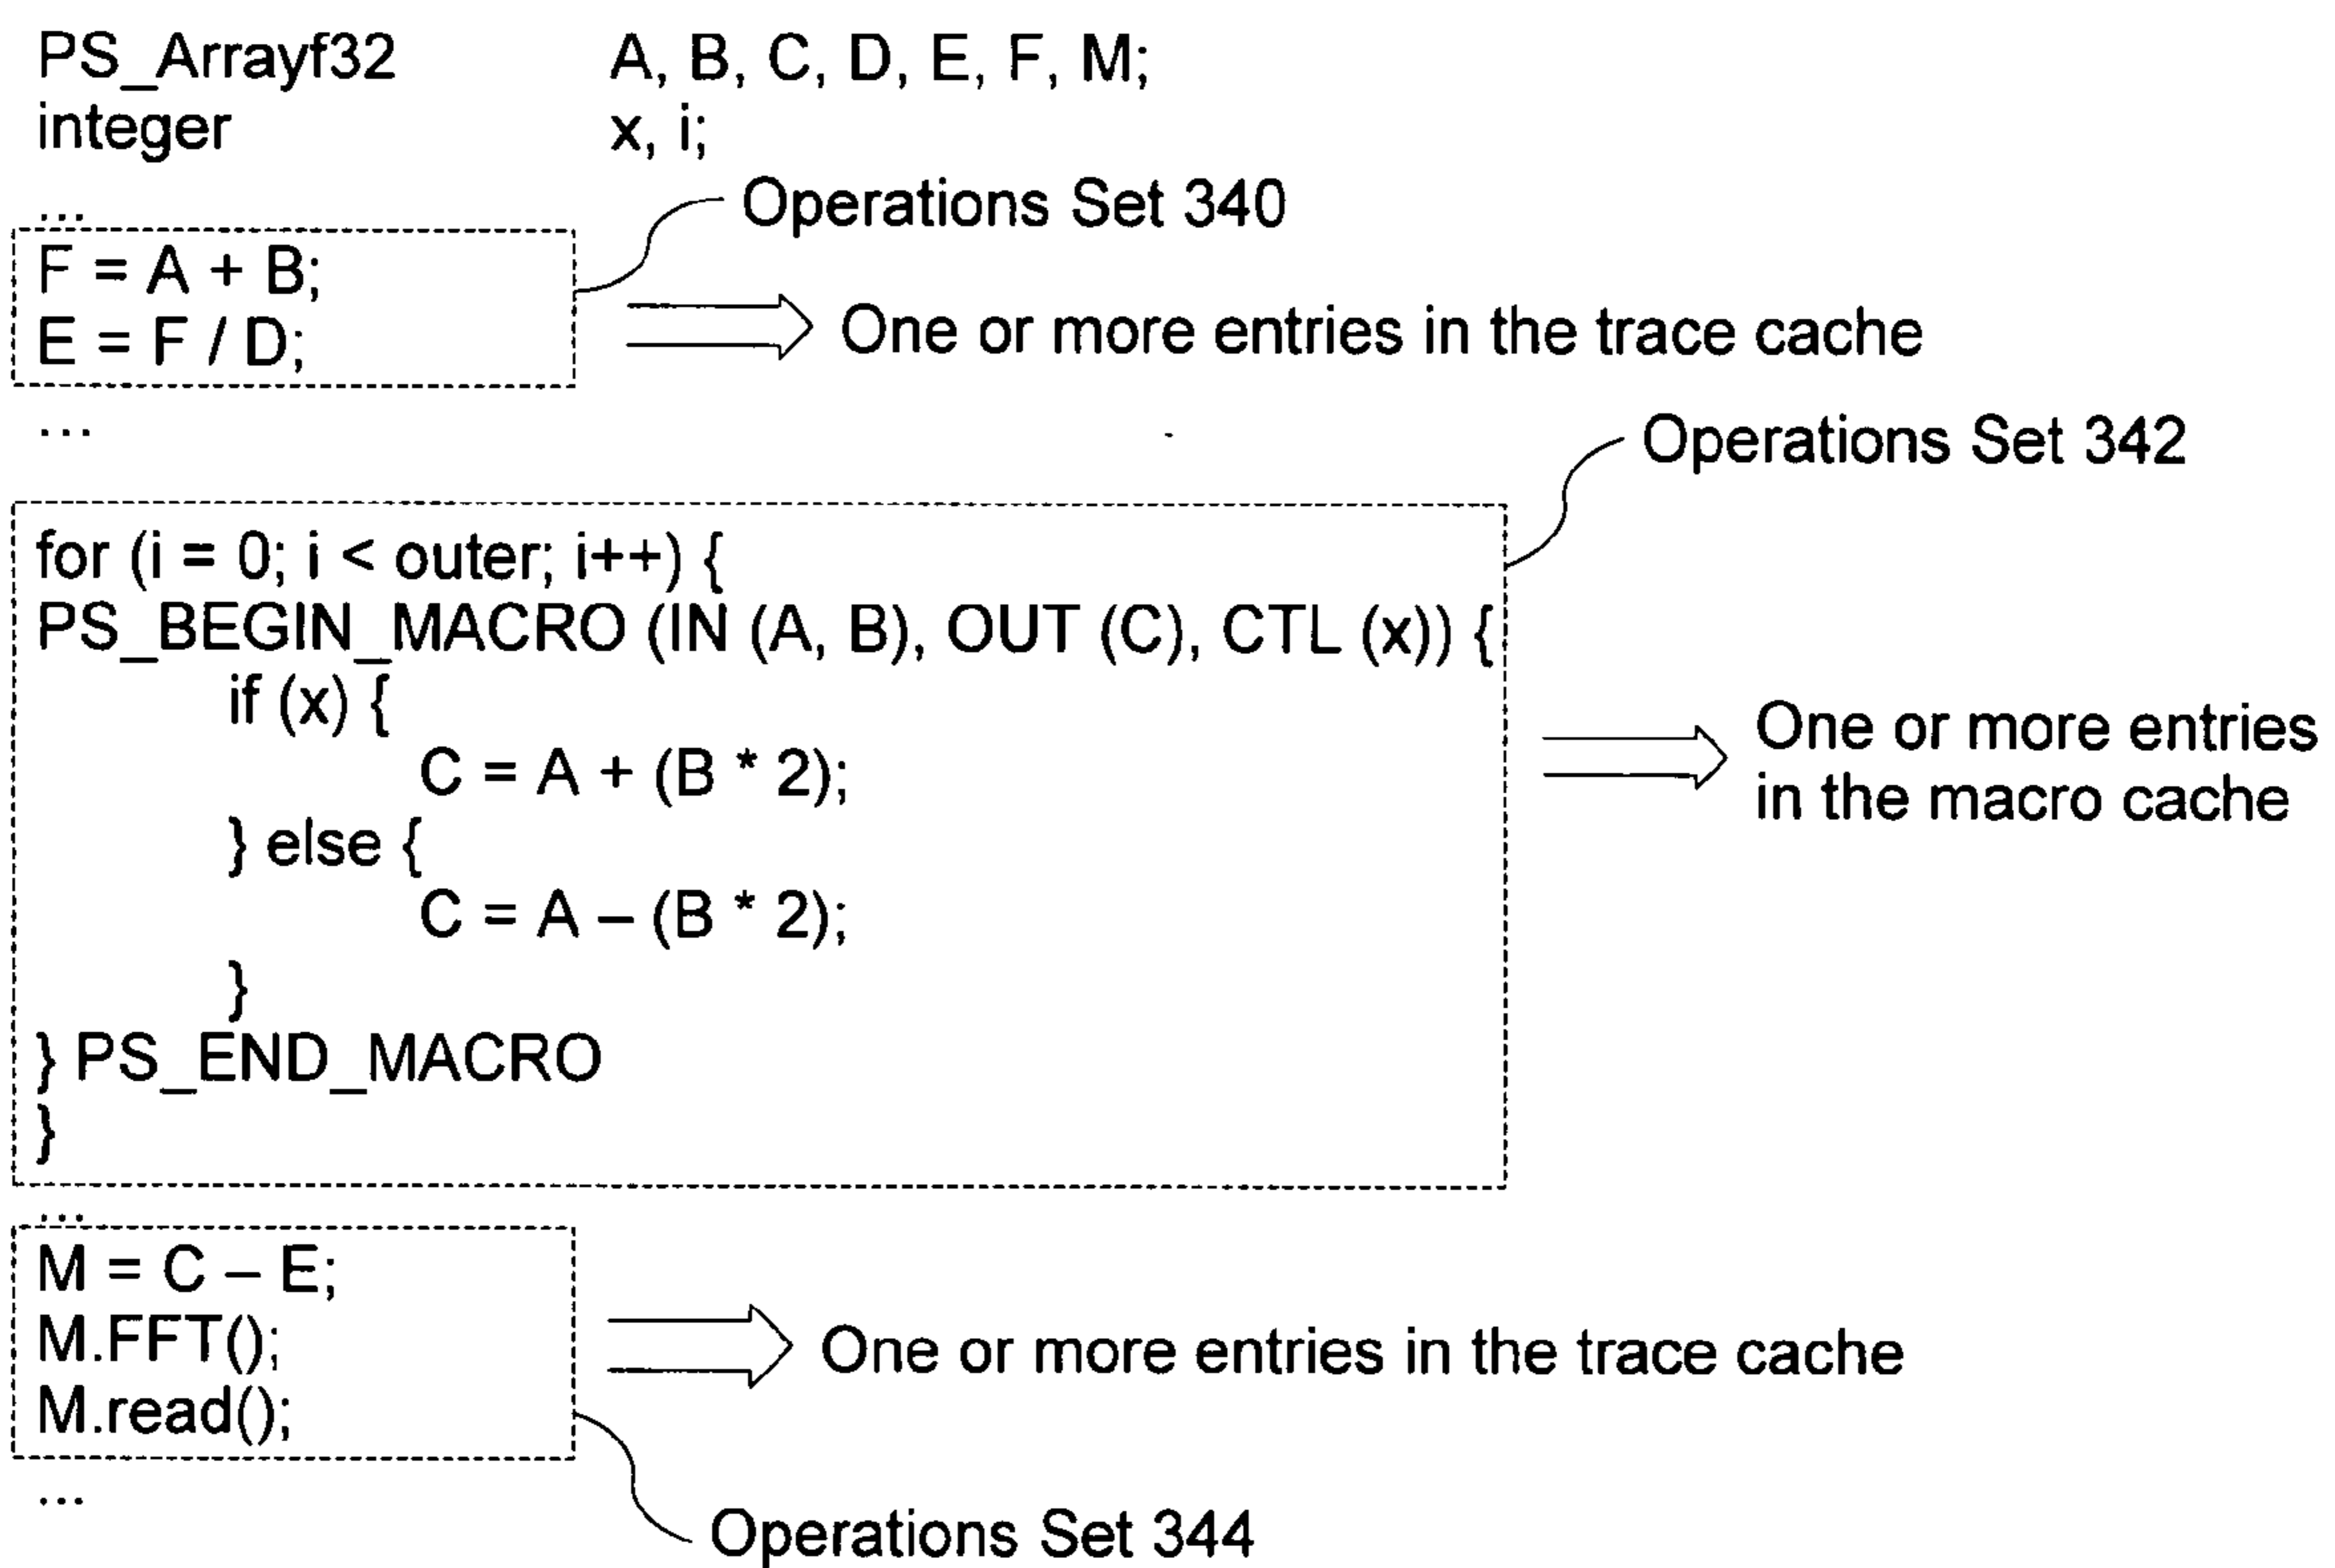 PS_Arrayf32 A, B, C, D, E, F, M;
integer x, i;
...
Operations Set 340
F = A + B;
E = F / D;
One or more entries in the trace cache
...
Operations Set 342
for (i = 0; i < outer; i++) {
PS_BEGIN_MACRO (IN (A, B), OUT (C), CTL (x)) {
if (x) {
C = A + (B * 2);
} else {
C = A – (B * 2);
}
} PS_END_MACRO
}
One or more entries
in the macro cache
...
M = C – E;
M.FFT();
M.read();
One or more entries in the trace cache
...
Operations Set 344